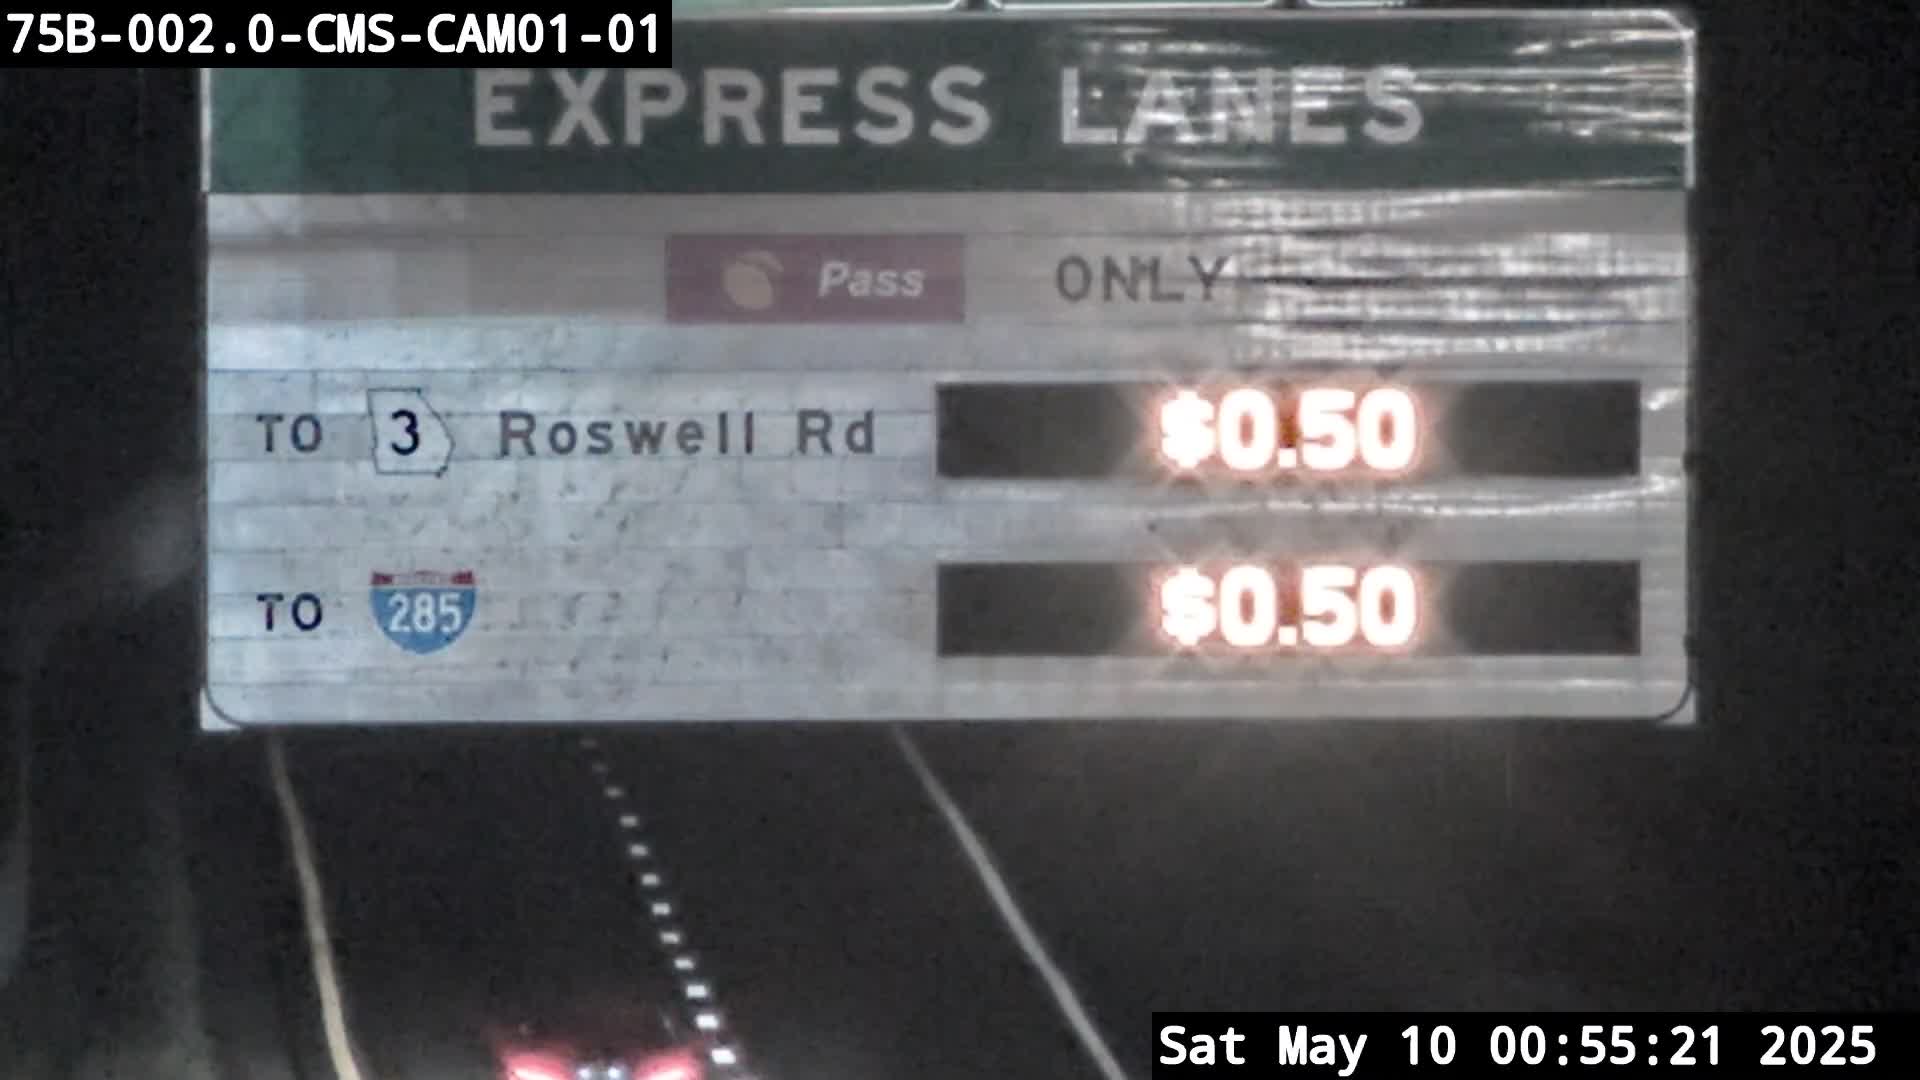 75B-002.0-CMS-CAM01-01
EXPRESS LANES
Pass ONLY
TO 3 Roswell Rd $0.50
TO 285 $0.50
Sat May 10 00:55:21 2025